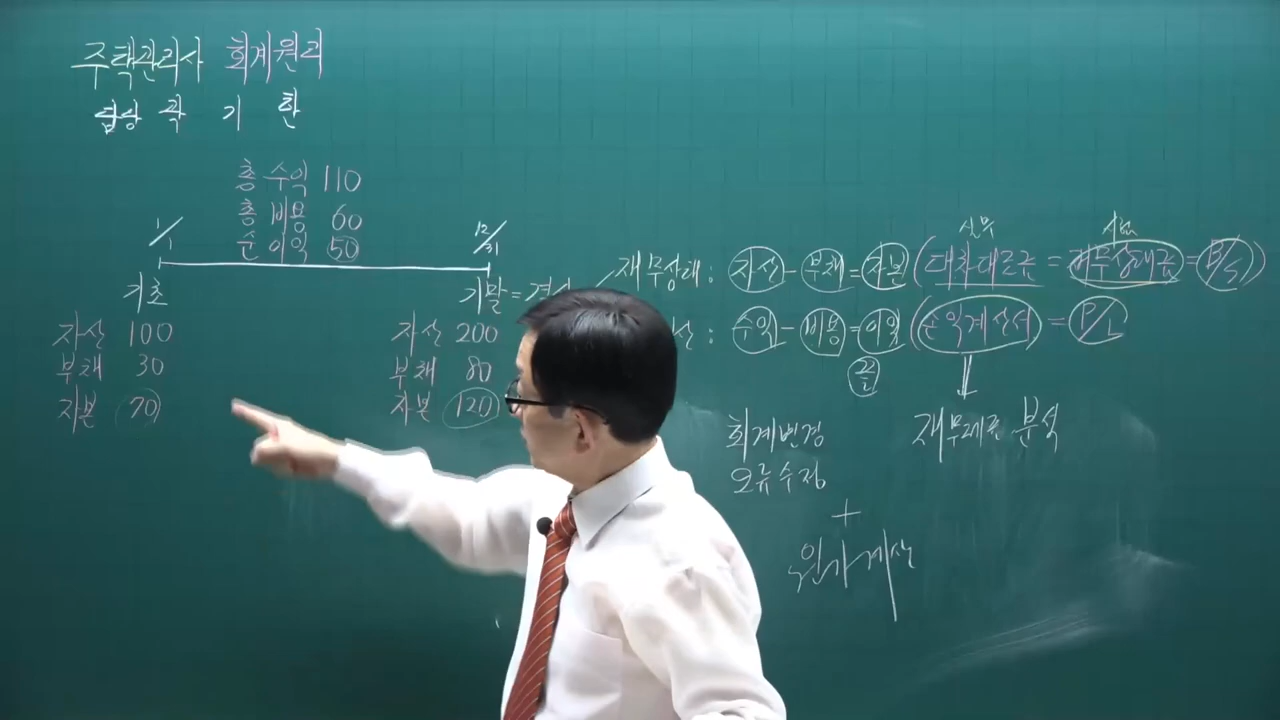 주택관리사 회계원리
총 수익 110
총 비용 60
순 이익 50
1/1
12/31
기초
기말 =
자산 100
부채 30
자본 70
자산 200
부채 80
자본 120
실무
재무상태 : 자산 - 부채 = 자본 (대차대조표 = 재무상태표 = B/S)
산 : 수익 - 비용 = 이익 (손익계산서) = P/L
회계변경
오류수정
+
원가계산
재무제표 분석